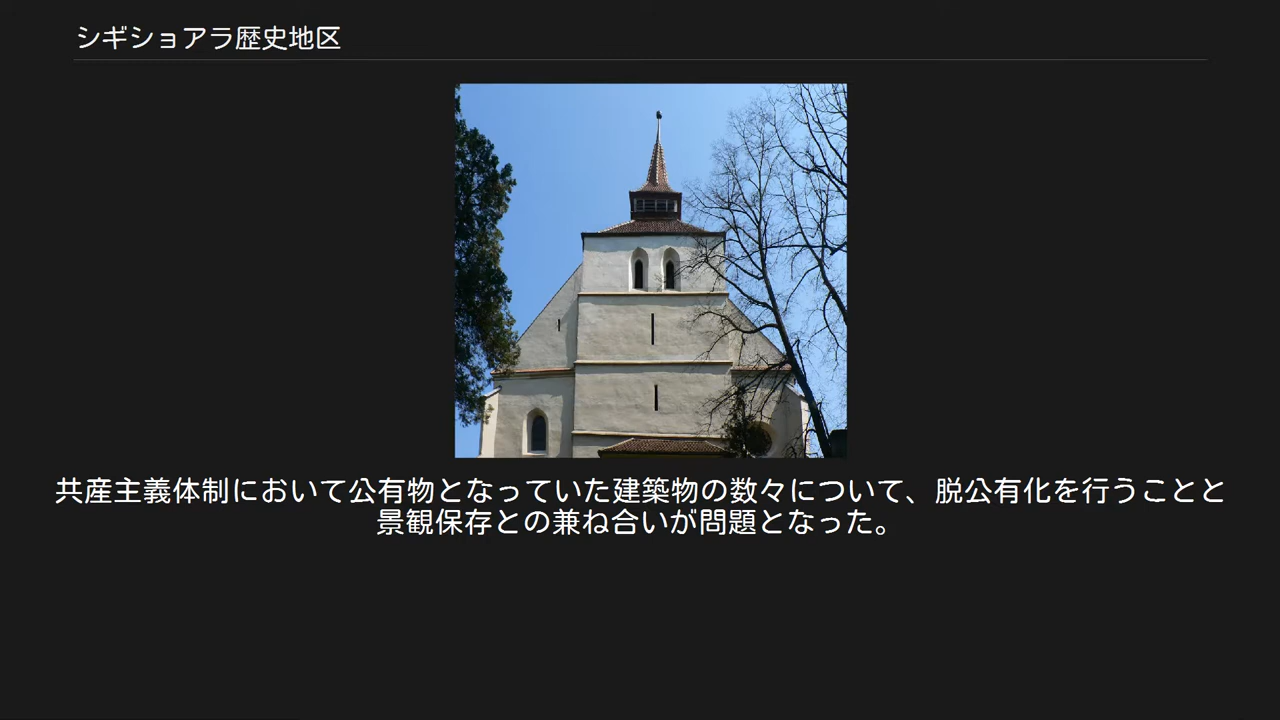 シギショアラ歴史地区
共産主義体制において公有物となっていた建築物の数々について、脱公有化を行うことと
景観保存との兼ね合いが問題となった。